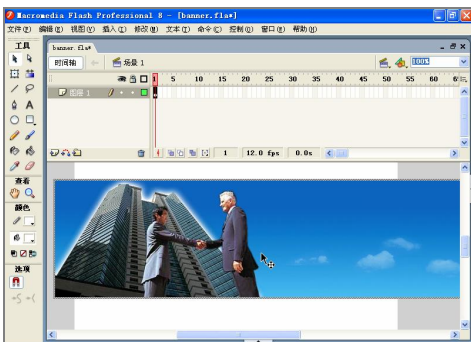 Macromedia Flash Professional 8 - [banner.fla*]
文件(F) 编辑(E) 视图(V) 插入(I) 修改(M) 文本(T) 命令(C) 控制(O) 窗口(W) 帮助(H)
工具
banner.fla*
时间轴 场景 1 100%
1 5 10 15 20 25 30 35 40 45 50 55 60
图层 1
1 12.0 fps 0.0s
查看
颜色
选项